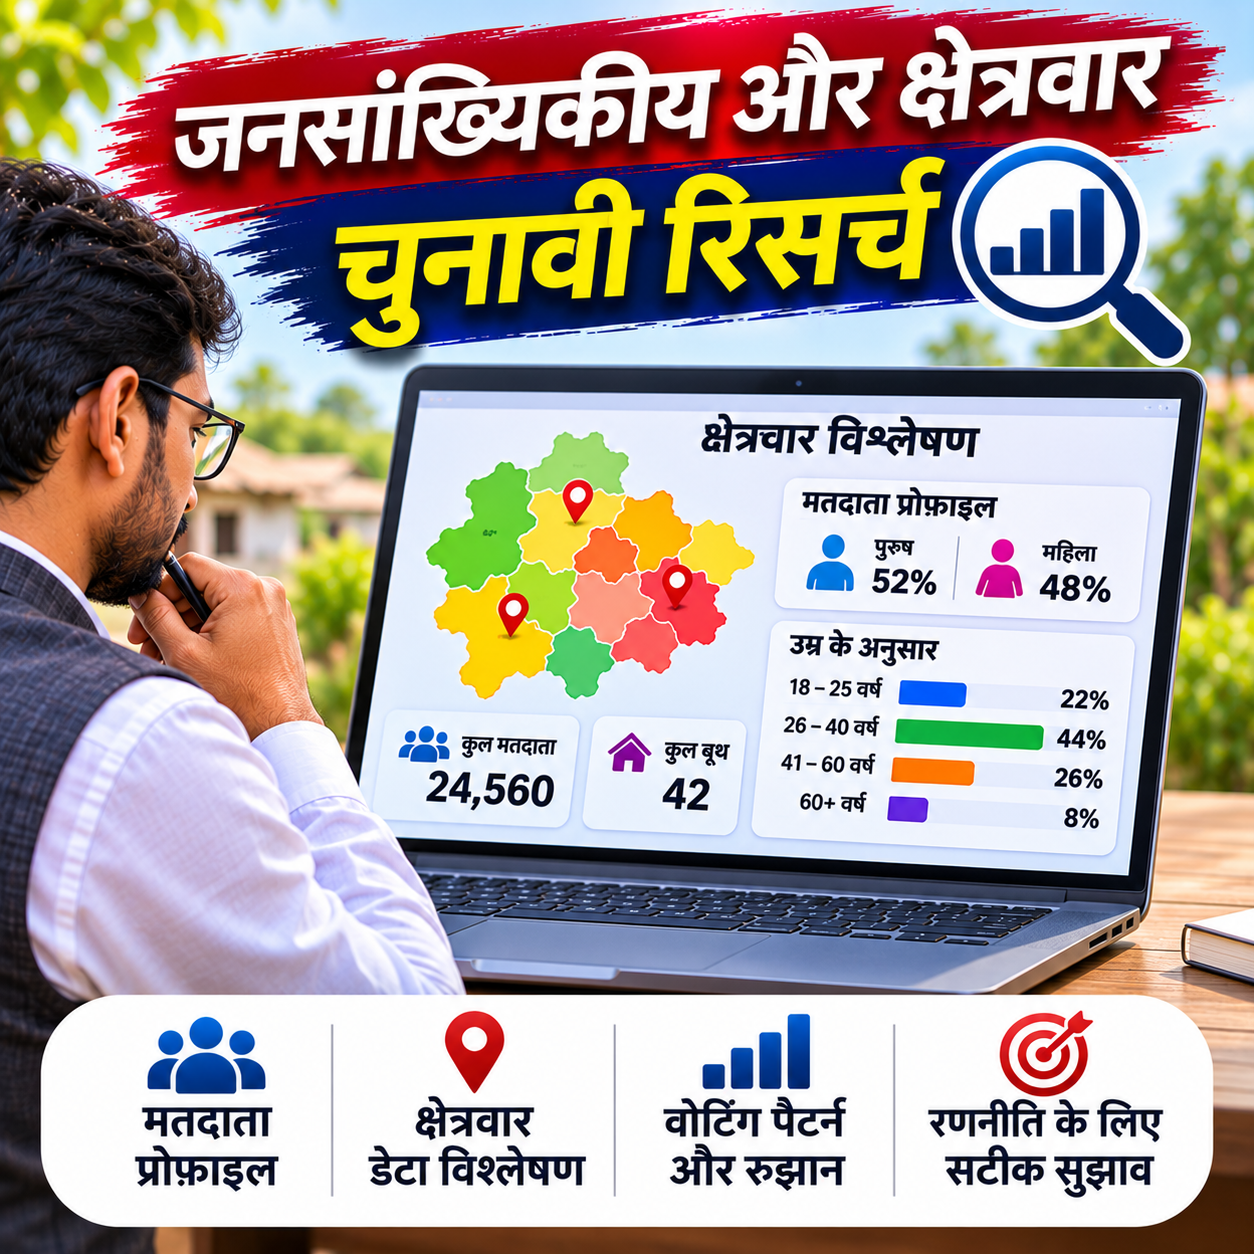 जनसांख्यिकीय और क्षेत्रवार
चुनावी रिसर्च
क्षेत्रवार विश्लेषण
मतदाता प्रोफ़ाइल
पुरुष
52%
महिला
48%
उम्र के अनुसार
18 – 25 वर्ष 22%
26 – 40 वर्ष 44%
41 – 60 वर्ष 26%
60+ वर्ष 8%
कुल मतदाता
24,560
कुल बूथ
42
मतदाता
प्रोफ़ाइल
क्षेत्रवार
डेटा विश्लेषण
वोटिंग पैटर्न
और रुझान
रणनीति के लिए
सटीक सुझाव